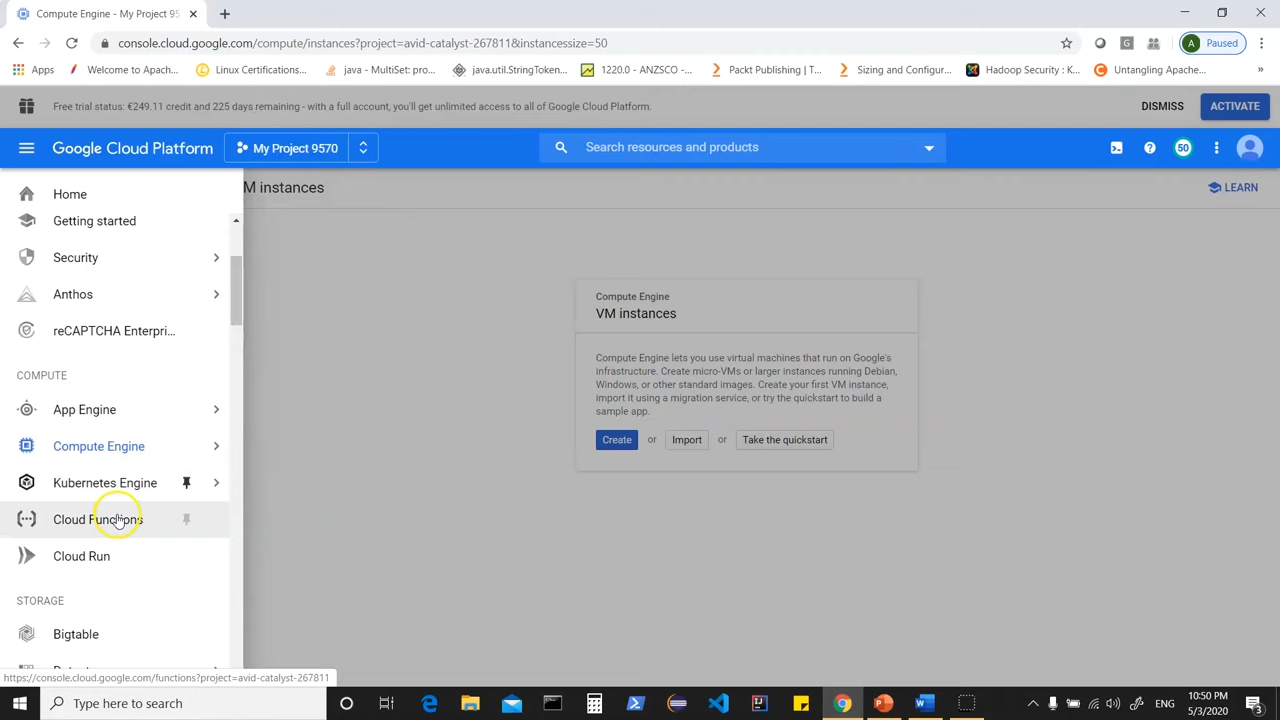 Compute Engine - My Project 95
console.cloud.google.com/compute/instances?project=avid-catalyst-267811&instancessize=50
A Paused
Apps
Welcome to Apach...
Linux Certifications...
java - MultiSet: pro...
java.util.StringToken...
1220.0 - ANZSCO -...
Packt Publishing | T...
Sizing and Configur...
Hadoop Security : K...
Untangling Apache...
»
Free trial status: €249.11 credit and 225 days remaining - with a full account, you'll get unlimited access to all of Google Cloud Platform.
DISMISS
ACTIVATE
Google Cloud Platform
My Project 9570
Search resources and products
50
Home
Getting started
Security
Anthos
reCAPTCHA Enterpri...
COMPUTE
App Engine
Compute Engine
Kubernetes Engine
Cloud Functions
Cloud Run
STORAGE
Bigtable
M instances
LEARN
Compute Engine
VM instances
Compute Engine lets you use virtual machines that run on Google's
infrastructure. Create micro-VMs or larger instances running Debian,
Windows, or other standard images. Create your first VM instance,
import it using a migration service, or try the quickstart to build a
sample app.
Create or Import or Take the quickstart
https://console.cloud.google.com/functions?project=avid-catalyst-267811
Type here to search
ENG
10:50 PM
5/3/2020
3